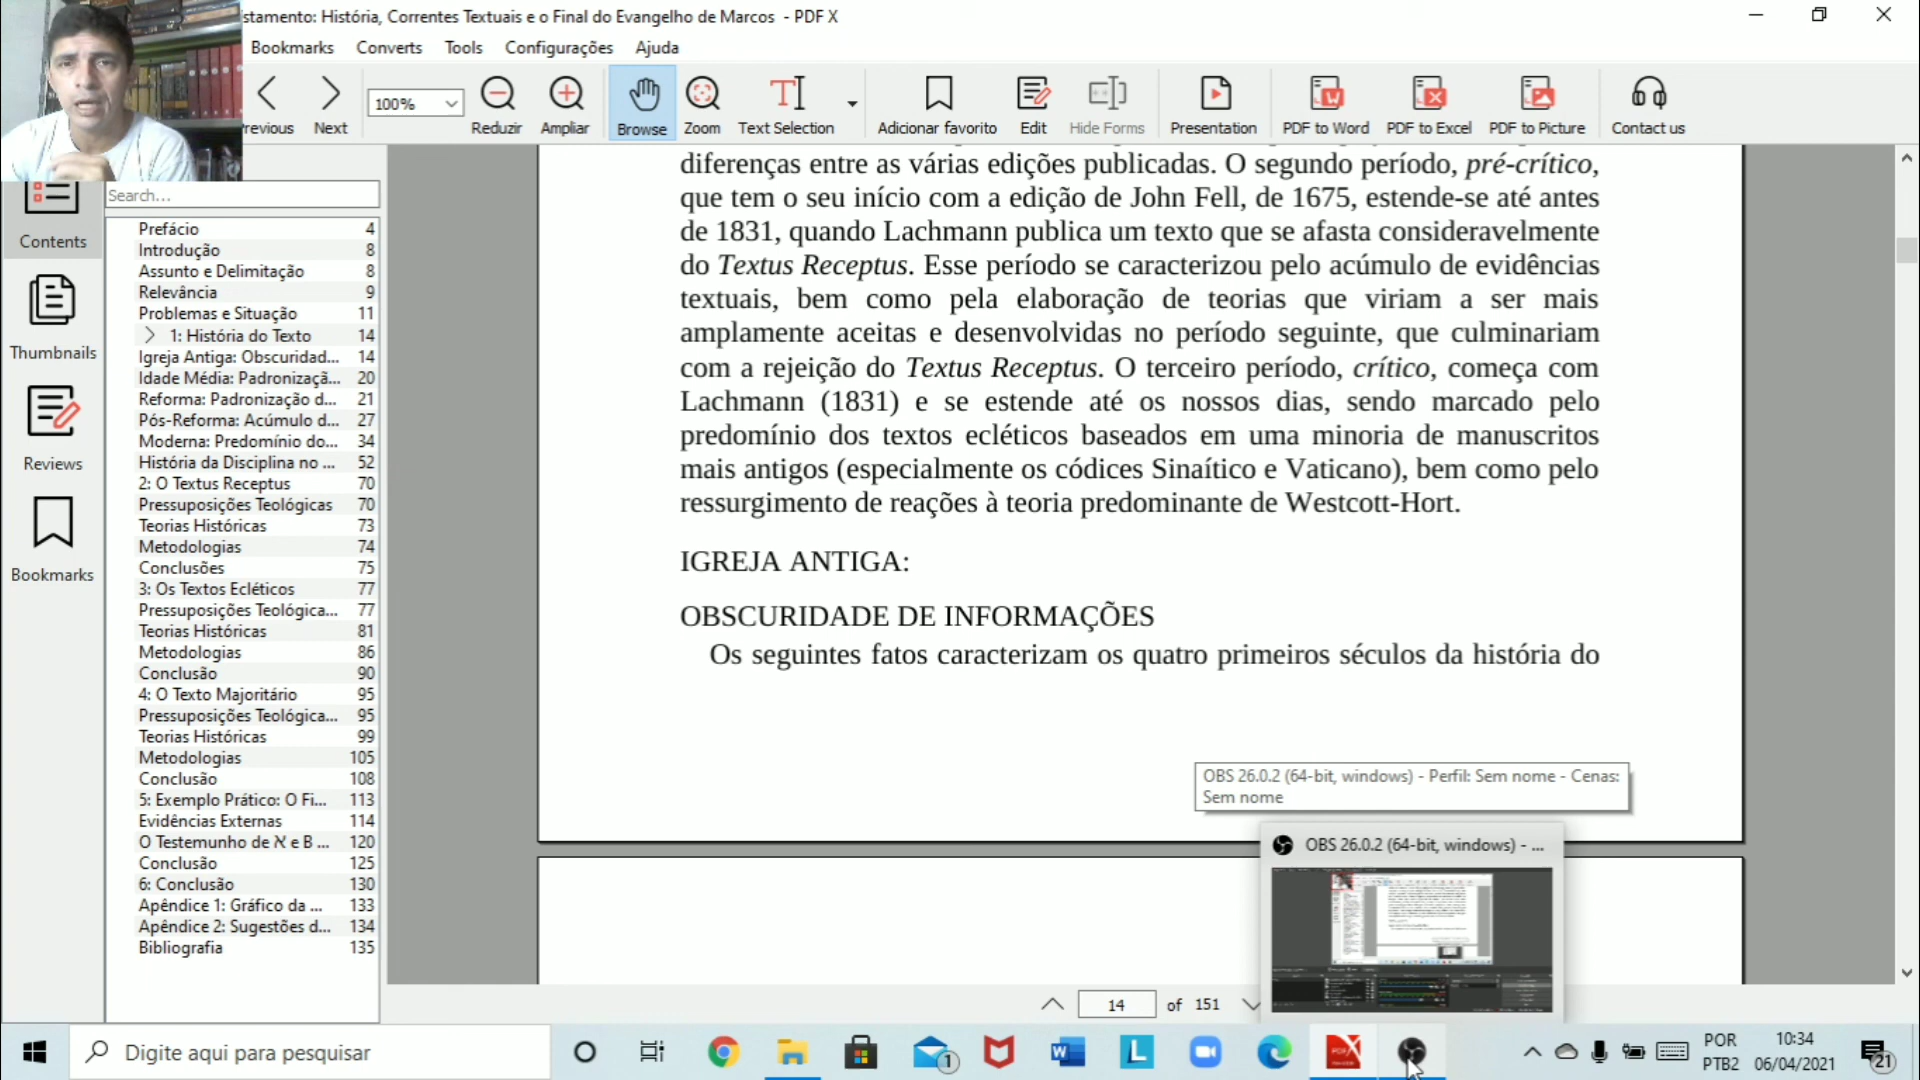 stamento: História, Correntes Textuais e o Final do Evangelho de Marcos - PDF X
Bookmarks Converts Tools Configurações Ajuda
revious Next 100% Reduzir Ampliar Browse Zoom Text Selection Adicionar favorito Edit Hide Forms Presentation PDF to Word PDF to Excel PDF to Picture Contact us
Search...
Contents
Thumbnails
Reviews
Bookmarks
Prefácio 4
Introdução 8
Assunto e Delimitação 8
Relevância 9
Problemas e Situação 11
1: História do Texto 14
Igreja Antiga: Obscuridad... 14
Idade Média: Padronizaçã... 20
Reforma: Padronização d... 21
Pós-Reforma: Acúmulo d... 27
Moderna: Predomínio do... 34
História da Disciplina no ... 52
2: O Textus Receptus 70
Pressuposições Teológicas 70
Teorias Históricas 73
Metodologias 74
Conclusões 75
3: Os Textos Ecléticos 77
Pressuposições Teológica... 77
Teorias Históricas 81
Metodologias 86
Conclusão 90
4: O Texto Majoritário 95
Pressuposições Teológica... 95
Teorias Históricas 99
Metodologias 105
Conclusão 108
5: Exemplo Prático: O Fi... 113
Evidências Externas 114
O Testemunho de ℵ e B ... 120
Conclusão 125
6: Conclusão 130
Apêndice 1: Gráfico da ... 133
Apêndice 2: Sugestões d... 134
Bibliografia 135
diferenças entre as várias edições publicadas. O segundo período, pré-crítico,
que tem o seu início com a edição de John Fell, de 1675, estende-se até antes
de 1831, quando Lachmann publica um texto que se afasta consideravelmente
do Textus Receptus. Esse período se caracterizou pelo acúmulo de evidências
textuais, bem como pela elaboração de teorias que viriam a ser mais
amplamente aceitas e desenvolvidas no período seguinte, que culminariam
com a rejeição do Textus Receptus. O terceiro período, crítico, começa com
Lachmann (1831) e se estende até os nossos dias, sendo marcado pelo
predomínio dos textos ecléticos baseados em uma minoria de manuscritos
mais antigos (especialmente os códices Sinaítico e Vaticano), bem como pelo
ressurgimento de reações à teoria predominante de Westcott-Hort.
IGREJA ANTIGA:
OBSCURIDADE DE INFORMAÇÕES
Os seguintes fatos caracterizam os quatro primeiros séculos da história do
OBS 26.0.2 (64-bit, windows) - Perfil: Sem nome - Cenas:
Sem nome
OBS 26.0.2 (64-bit, windows) - ...
14 of 151
Digite aqui para pesquisar
1
POR
PTB2
10:34
06/04/2021
21